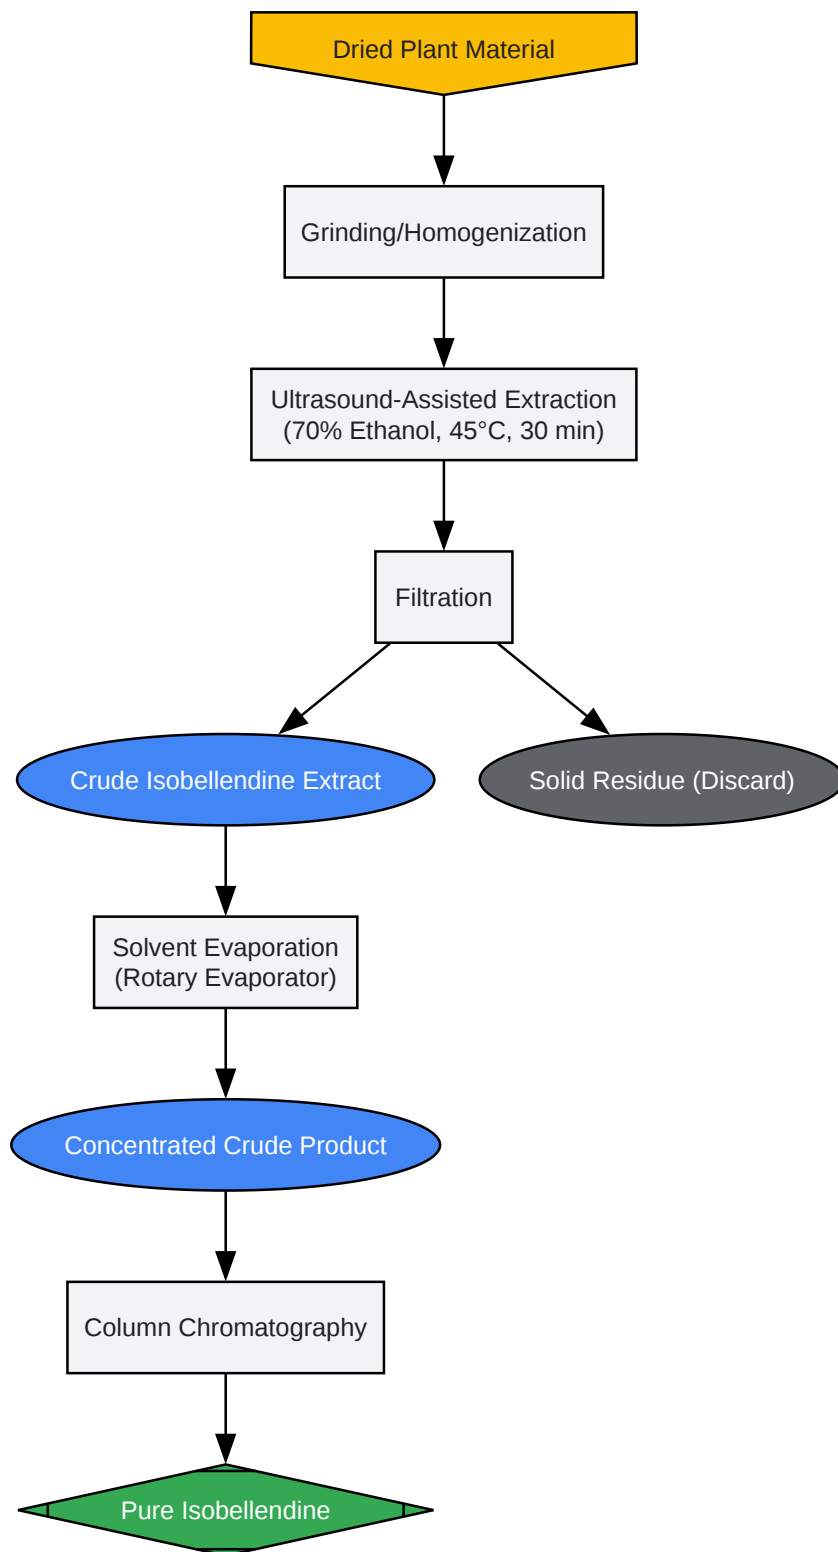 Dried Plant Material
Grinding/Homogenization
Ultrasound-Assisted Extraction
(70% Ethanol, 45°C, 30 min)
Filtration
Crude Isobellendine Extract
Solid Residue (Discard)
Solvent Evaporation
(Rotary Evaporator)
Concentrated Crude Product
Column Chromatography
Pure Isobellendine